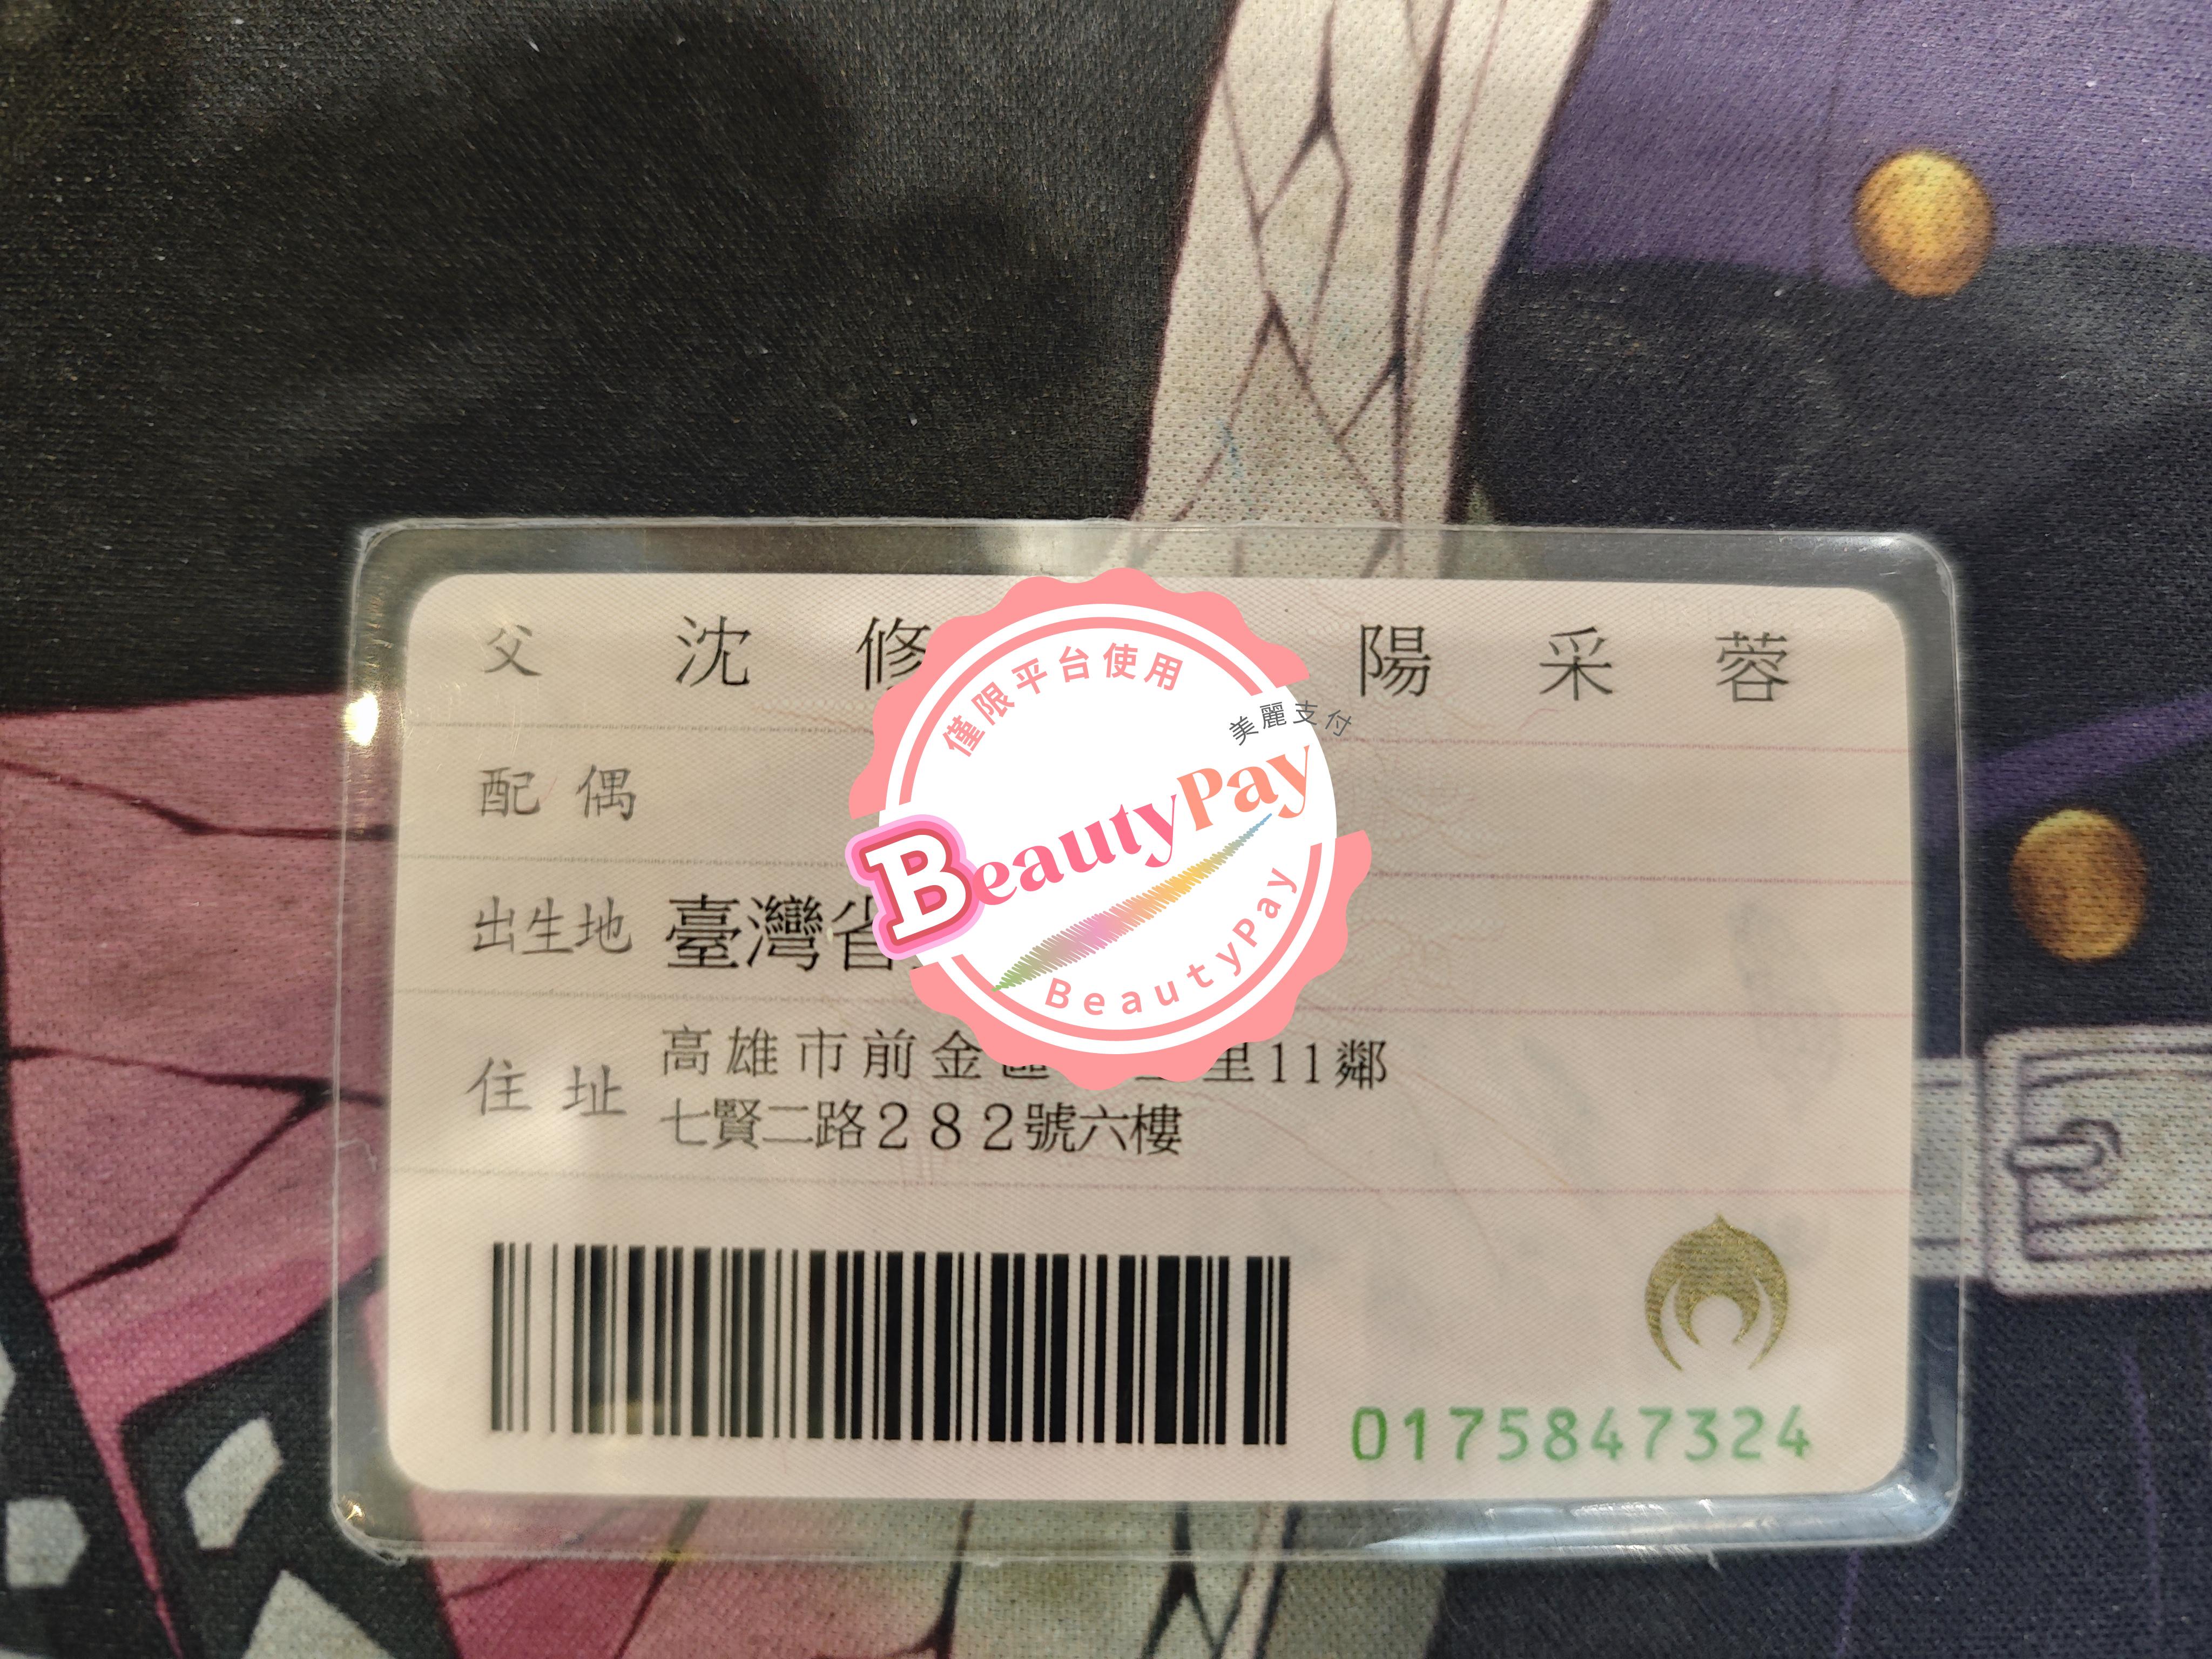 父 沈 修 陽 采 蓉
配偶
出生地 臺灣省
住址 高雄市前金區 里11鄰
七賢二路282號六樓
0175847324
僅限平台使用
美麗支付
BeautyPay
BeautyPay